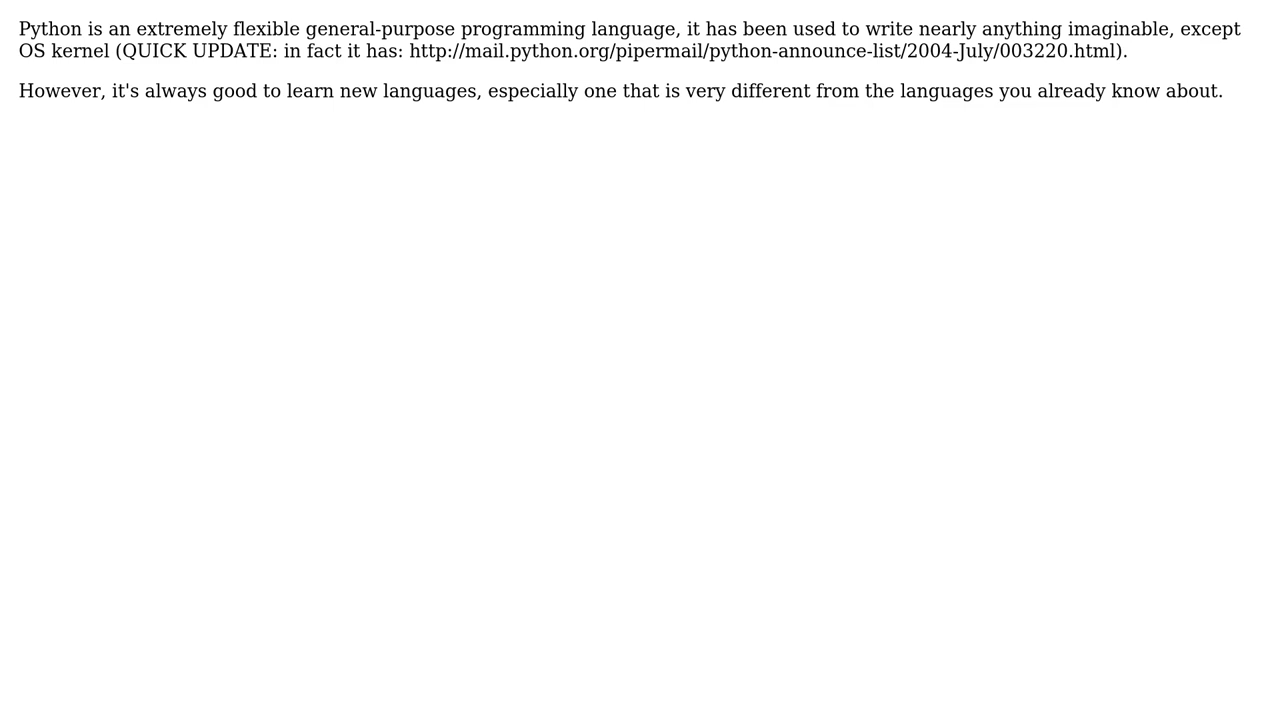 Python is an extremely flexible general-purpose programming language, it has been used to write nearly anything imaginable, except
OS kernel (QUICK UPDATE: in fact it has: http://mail.python.org/pipermail/python-announce-list/2004-July/003220.html).
However, it's always good to learn new languages, especially one that is very different from the languages you already know about.